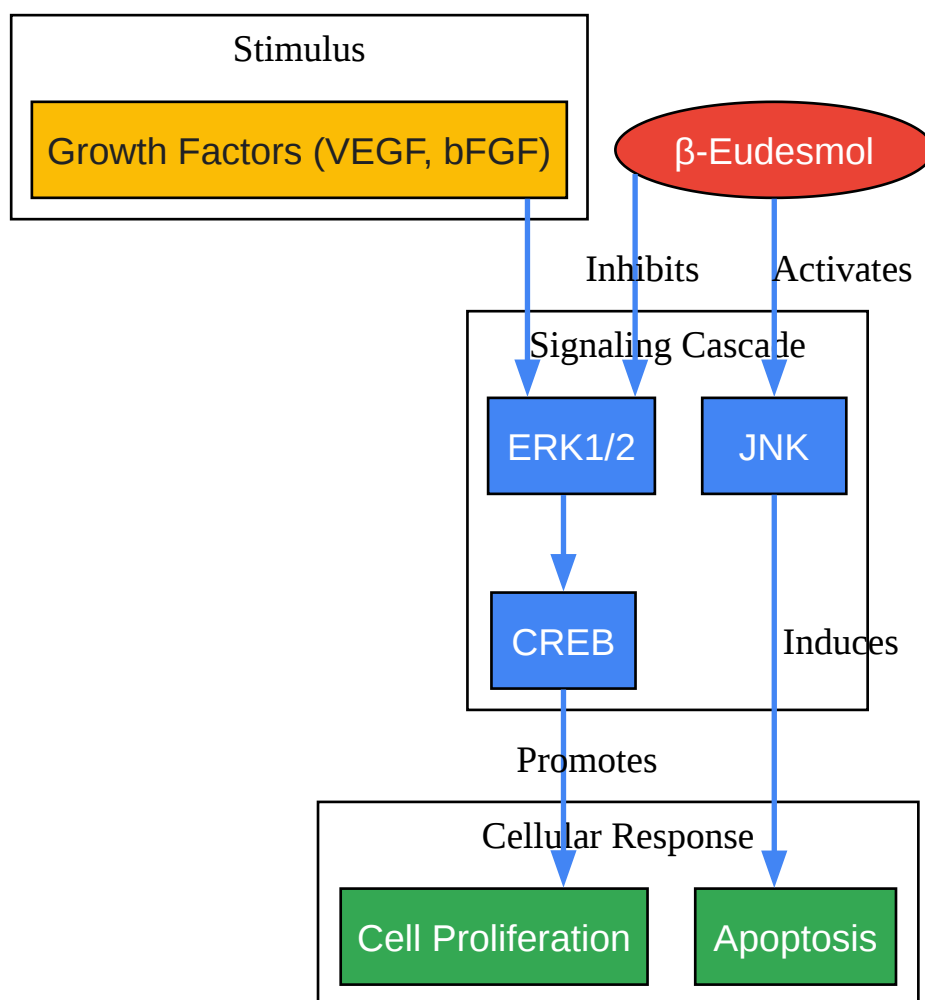 Stimulus
Growth Factors (VEGF, bFGF)
β-Eudesmol
Inhibits
Activates
Signaling Cascade
ERK1/2
JNK
CREB
Induces
Promotes
Cellular Response
Cell Proliferation
Apoptosis